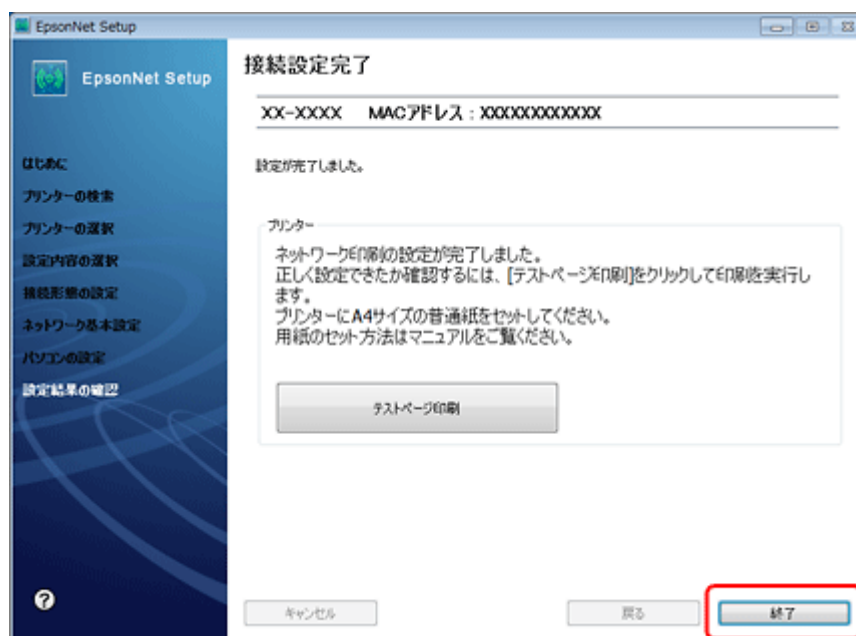 EpsonNet Setup
EpsonNet Setup
はじめに
プリンターの検索
プリンターの選択
設定内容の選択
接続形態の設定
ネットワーク基本設定
パソコンの設定
設定結果の確認
接続設定完了
XX-XXXX MACアドレス：XXXXXXXXXXXX
設定が完了しました。
プリンター
ネットワーク印刷の設定が完了しました。
正しく設定できたか確認するには、[テストページ印刷]をクリックして印刷を実行し
ます。
プリンターにA4サイズの普通紙をセットしてください。
用紙のセット方法はマニュアルをご覧ください。
テストページ印刷
?
キャンセル
戻る
終了